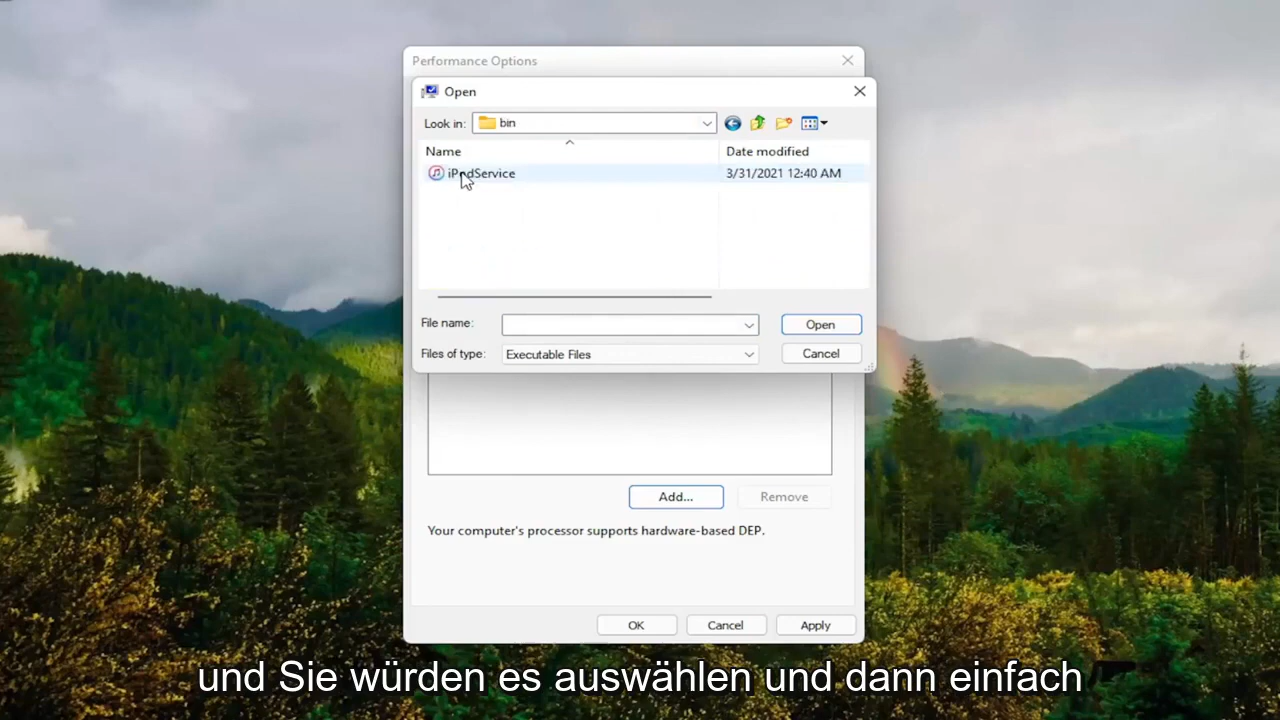 Performance Options
Open
Look in: bin
Name Date modified
iPodService 3/31/2021 12:40 AM
File name: Open
Files of type: Executable Files Cancel
Add... Remove
Your computer's processor supports hardware-based DEP.
OK Cancel Apply
und Sie würden es auswählen und dann einfach